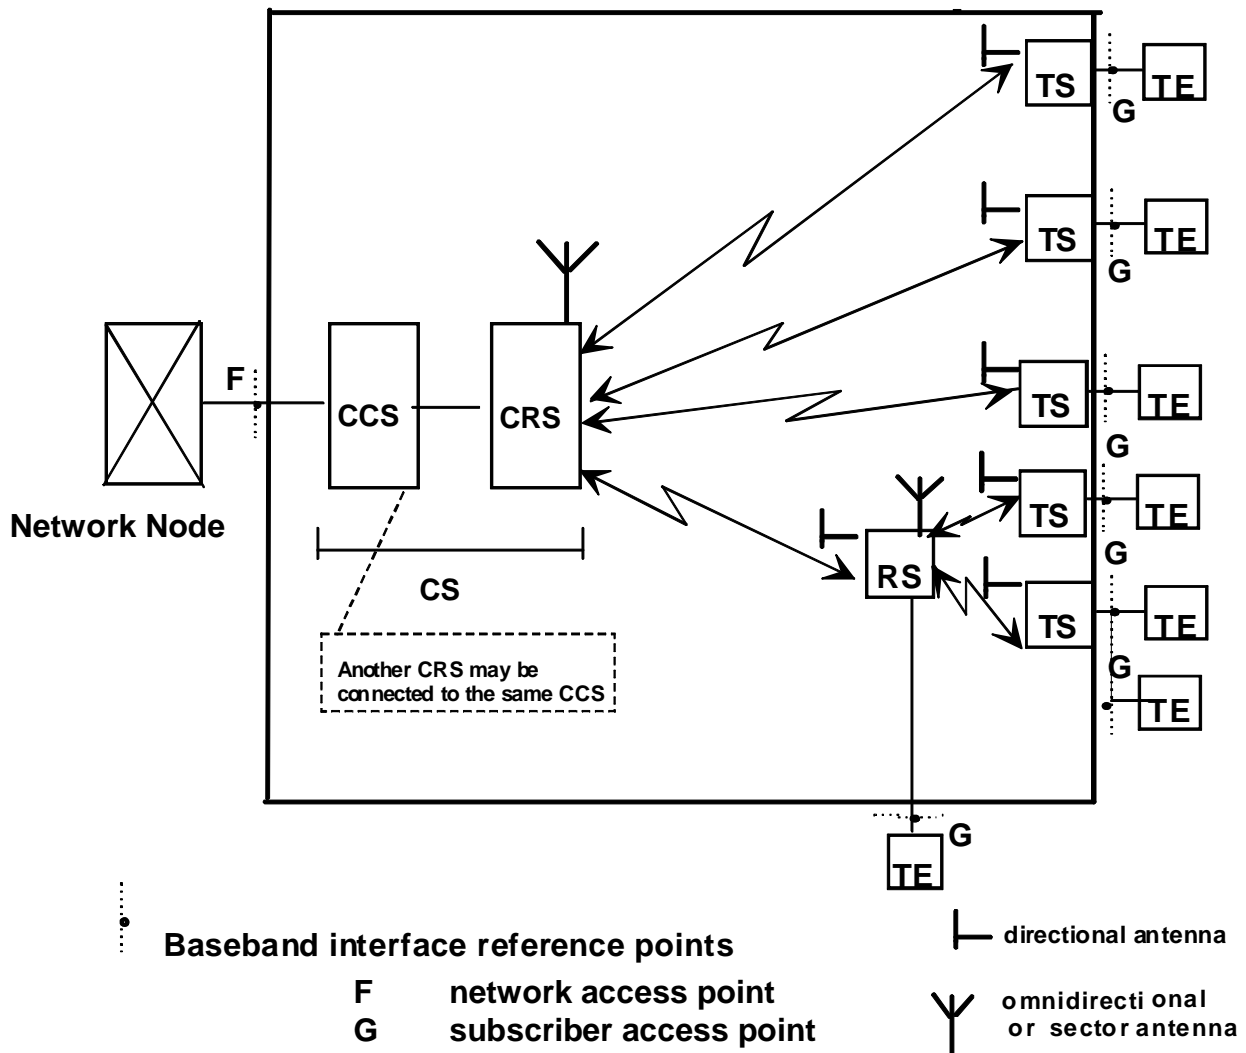 TS
TE
G
TS
TE
G
F
CCS
CRS
TS
TE
G
Network Node
TS
TE
G
RS
CS
TS
TE
G
Another CRS may be
connected to the same CCS
TE
G
TE
Baseband interface reference points
directional antenna
F network access point
G subscriber access point
omnidirecti onal
or sector antenna